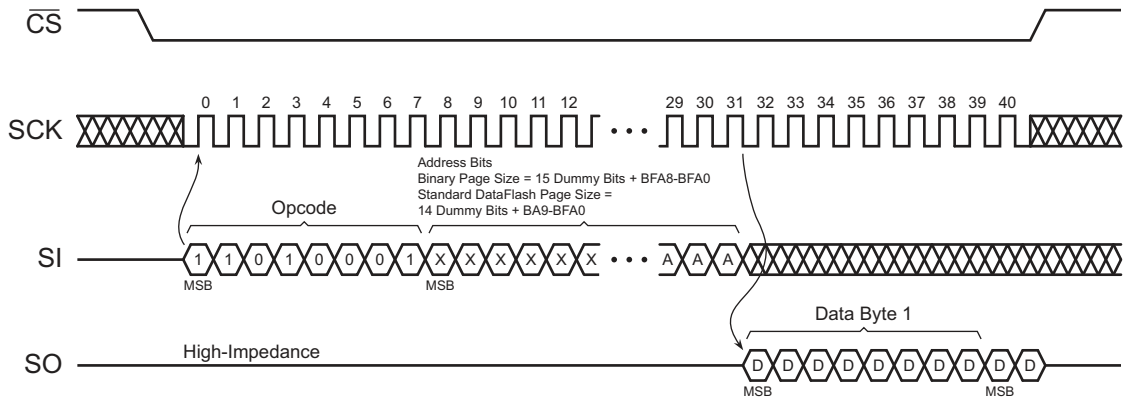 CS
0 1 2 3 4 5 6 7 8 9 10 11 12 29 30 31 32 33 34 35 36 37 38 39 40
SCK
Address Bits
Binary Page Size = 15 Dummy Bits + BFA8-BFA0
Standard DataFlash Page Size =
14 Dummy Bits + BA9-BFA0
Opcode
SI 1 1 0 1 0 0 0 1 X X X X X X A A A
MSB MSB
Data Byte 1
High-Impedance
SO D D D D D D D D D D
MSB MSB